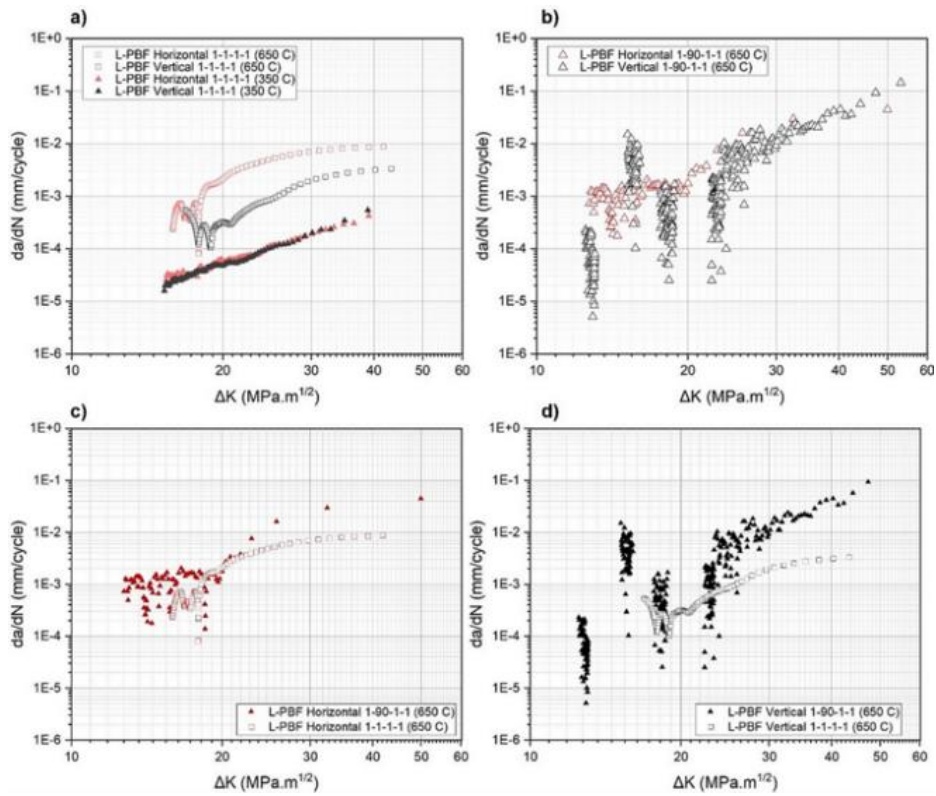 a)
1E+0
1E-1
1E-2
1E-3
1E-4
1E-5
1E-6
da/dN (mm/cycle)
L-PBF Horizontal 1-1-1-1 (650 C)
L-PBF Vertical 1-1-1-1 (650 C)
L-PBF Horizontal 1-1-1-1 (350 C)
L-PBF Vertical 1-1-1-1 (350 C)
10 20 30 40 50 60
ΔK (MPa.m1/2)
b)
1E+0
1E-1
1E-2
1E-3
1E-4
1E-5
1E-6
da/dN (mm/cycle)
L-PBF Horizontal 1-90-1-1 (650 C)
L-PBF Vertical 1-90-1-1 (650 C)
10 20 30 40 50 60
ΔK (MPa.m1/2)
c)
1E+0
1E-1
1E-2
1E-3
1E-4
1E-5
1E-6
da/dN (mm/cycle)
L-PBF Horizontal 1-90-1-1 (650 C)
L-PBF Horizontal 1-1-1-1 (650 C)
10 20 30 40 50 60
ΔK (MPa.m1/2)
d)
1E+0
1E-1
1E-2
1E-3
1E-4
1E-5
1E-6
da/dN (mm/cycle)
L-PBF Vertical 1-90-1-1 (650 C)
L-PBF Vertical 1-1-1-1 (650 C)
10 20 30 40 50 60
ΔK (MPa.m1/2)